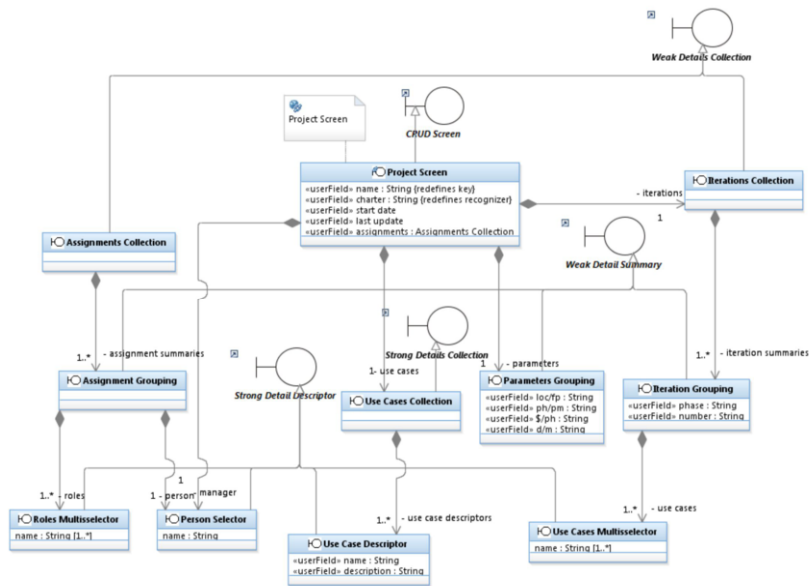 Weak Details Collection
Project Screen
CRUD Screen
Project Screen
«userField» name : String {redefines key}
«userField» charter : String {redefines recognizer}
«userField» start date
«userField» last update
«userField» assignments : Assignments Collection
Iterations Collection
- iterations
1
Assignments Collection
Weak Detail Summary
1..*
- assignment summaries
Strong Details Collection
1..*
- iteration summaries
1
- use cases
1
- parameters
Assignment Grouping
Strong Detail Descriptor
Use Cases Collection
Parameters Grouping
«userField» loc/fp : String
«userField» ph/pm : String
«userField» $/ph : String
«userField» d/m : String
Iteration Grouping
«userField» phase : String
«userField» number : String
1
1..*
- roles
1
- person
- manager
1..*
- use case descriptors
1..*
- use cases
Roles Multisselector
name : String [1..*]
Person Selector
name : String
Use Case Descriptor
«userField» name : String
«userField» description : String
Use Cases Multisselector
name : String [1..*]